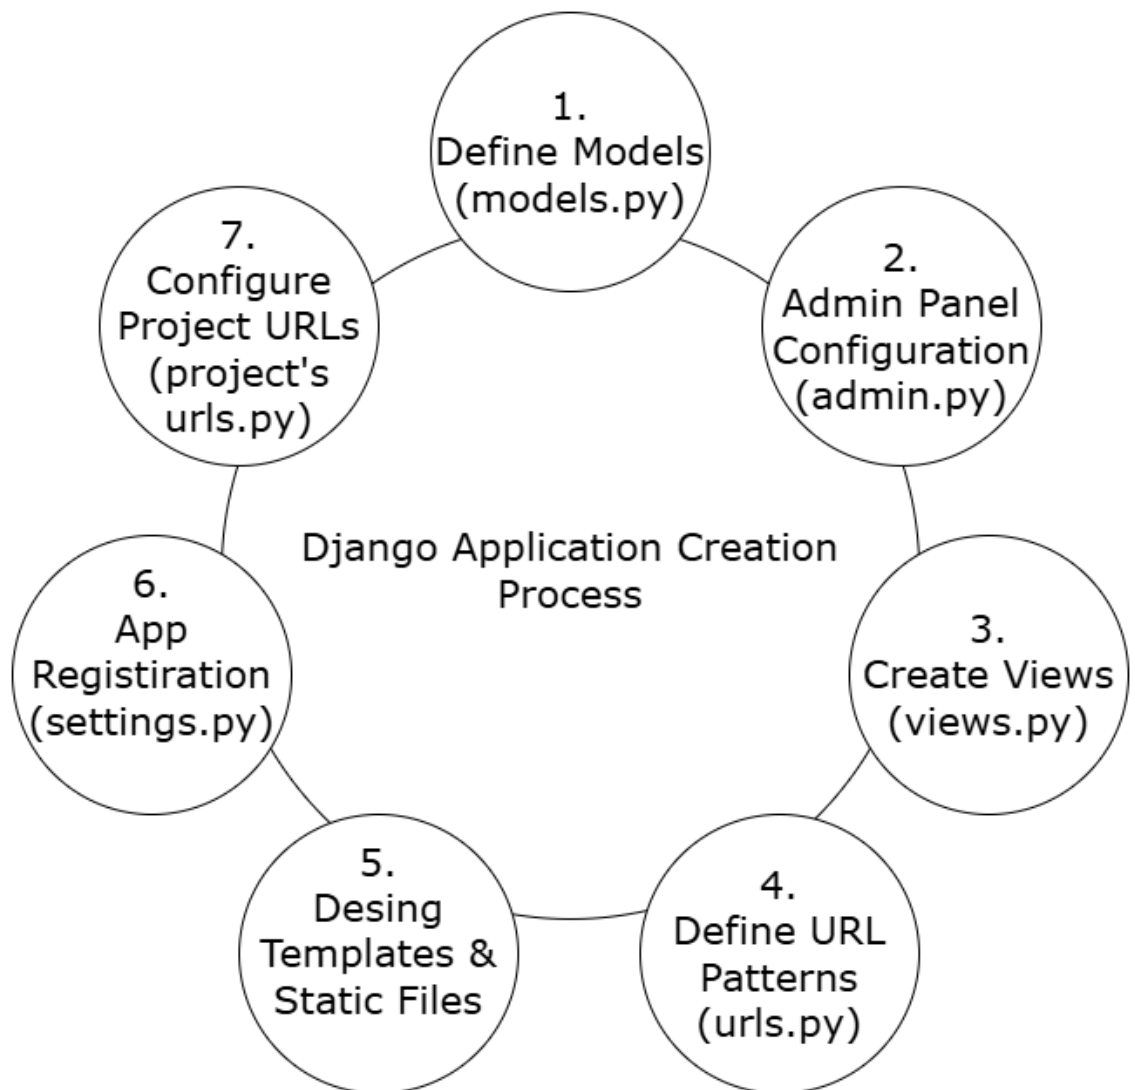 1.
Define Models
(models.py)
2.
Admin Panel
Configuration
(admin.py)
3.
Create Views
(views.py)
4.
Define URL
Patterns
(urls.py)
5.
Desing
Templates &
Static Files
6.
App
Registiration
(settings.py)
7.
Configure
Project URLs
(project's
urls.py)
Django Application Creation
Process